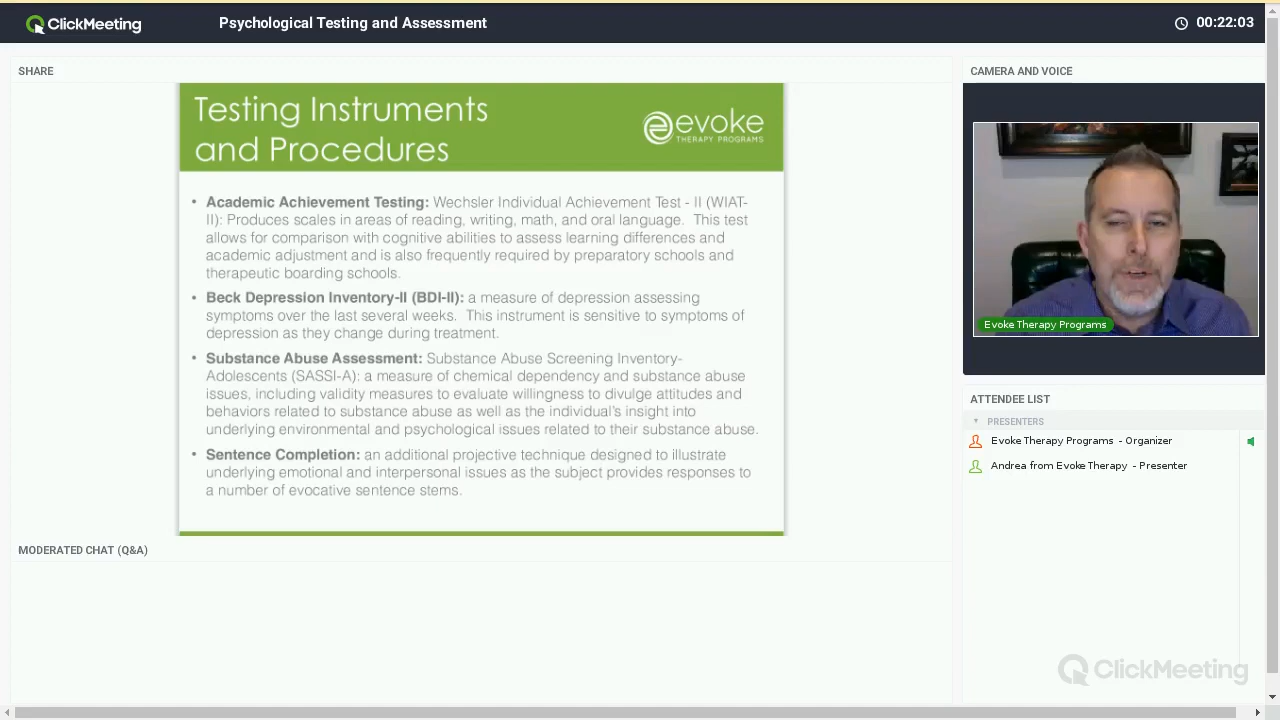 ClickMeeting
Psychological Testing and Assessment
00:22:03
SHARE
Testing Instruments
and Procedures
evoke
THERAPY PROGRAMS
• Academic Achievement Testing: Wechsler Individual Achievement Test - II (WIAT-
II): Produces scales in areas of reading, writing, math, and oral language. This test
allows for comparison with cognitive abilities to assess learning differences and
academic adjustment and is also frequently required by preparatory schools and
therapeutic boarding schools.
• Beck Depression Inventory-II (BDI-II): a measure of depression assessing
symptoms over the last several weeks. This instrument is sensitive to symptoms of
depression as they change during treatment.
• Substance Abuse Assessment: Substance Abuse Screening Inventory-
Adolescents (SASSI-A): a measure of chemical dependency and substance abuse
issues, including validity measures to evaluate willingness to divulge attitudes and
behaviors related to substance abuse as well as the individual's insight into
underlying environmental and psychological issues related to their substance abuse.
• Sentence Completion: an additional projective technique designed to illustrate
underlying emotional and interpersonal issues as the subject provides responses to
a number of evocative sentence stems.
MODERATED CHAT (Q&A)
CAMERA AND VOICE
Evoke Therapy Programs
ATTENDEE LIST
PRESENTERS
Evoke Therapy Programs - Organizer
Andrea from Evoke Therapy - Presenter
ClickMeeting